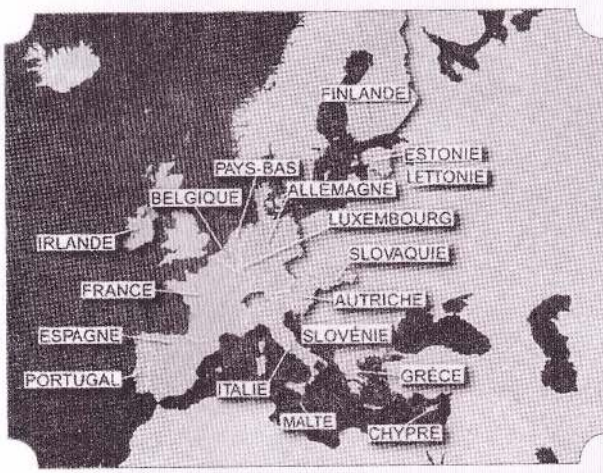 FINLANDE
ESTONIE
PAYS-BAS
LETTONIE
ALLEMAGNE
BELGIQUE
LUXEMBOURG
IRLANDE
SLOVAQUIE
FRANCE
AUTRICHE
ESPAGNE
SLOVÉNIE
PORTUGAL
GRÈCE
ITALIE
MALTE
CHYPRE